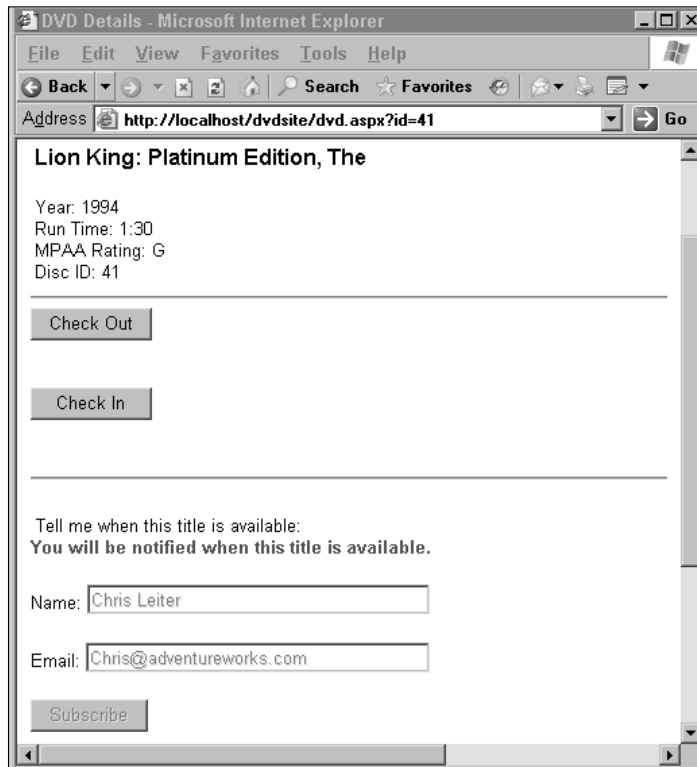 DVD Details - Microsoft Internet Explorer
File Edit View Favorites Tools Help
Back Search Favorites
Address http://localhost/dvdsite/dvd.aspx?id=41 Go
Lion King: Platinum Edition, The
Year: 1994
Run Time: 1:30
MPAA Rating: G
Disc ID: 41
Check Out
Check In
Tell me when this title is available:
You will be notified when this title is available.
Name: Chris Leiter
Email: Chris@adventureworks.com
Subscribe